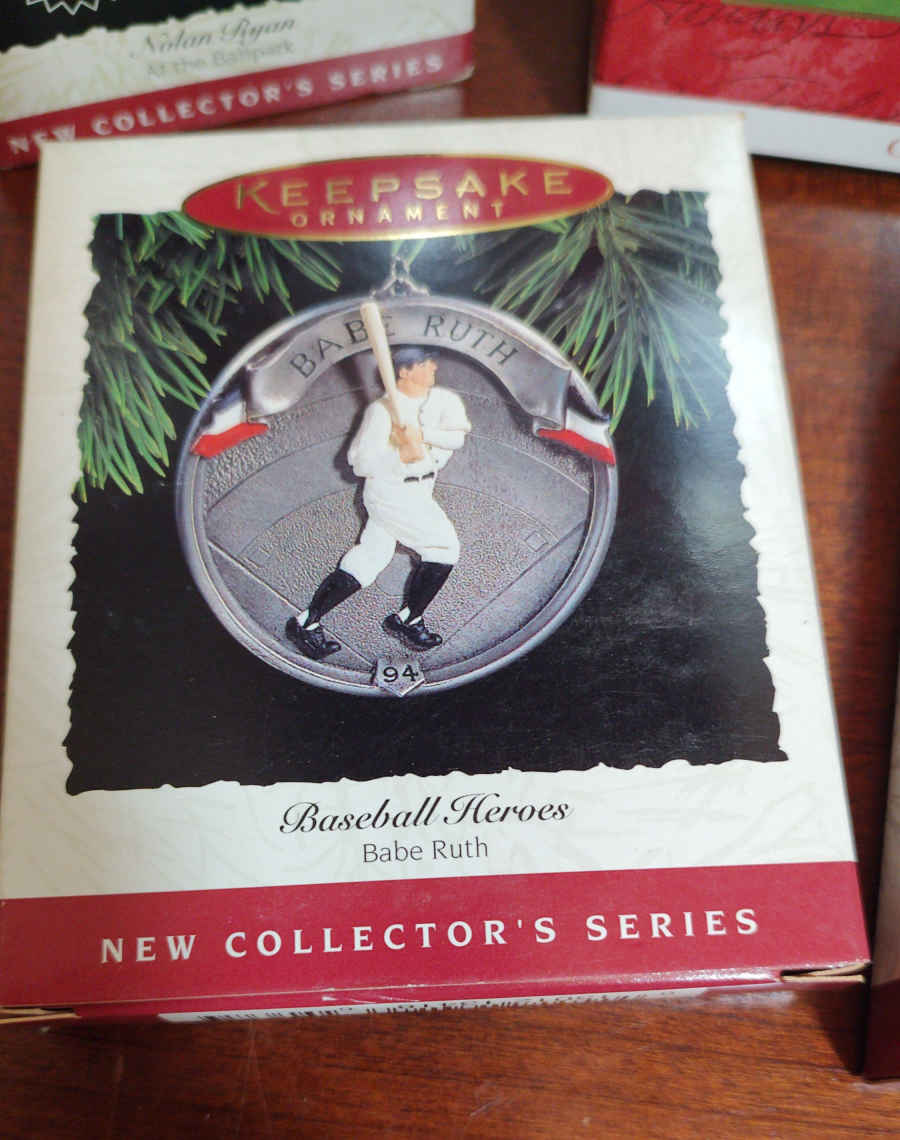 Nolan Ryan
At the Ballpark
NEW COLLECTOR'S SERIES
KEEPSAKE
ORNAMENT
BABE RUTH
94
Baseball Heroes
Babe Ruth
NEW COLLECTOR'S SERIES